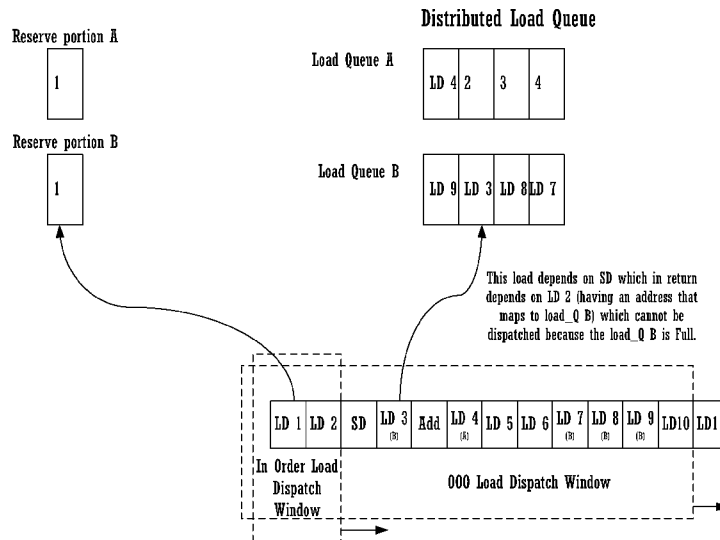 Distributed Load Queue
Reserve portion A
1
Load Queue A
LD 4 2 3 4
Reserve portion B
1
Load Queue B
LD 9 LD 3 LD 8 LD 7
This load depends on SD which in return
depends on LD 2 (having an address that
maps to load_Q B) which cannot be
dispatched because the load_Q B is Full.
LD 1 LD 2 SD LD 3 Add LD 4 LD 5 LD 6 LD 7 LD 8 LD 9 LD10 LD1
(B) (A) (B) (B) (B)
In Order Load
Dispatch
Window
OOO Load Dispatch Window